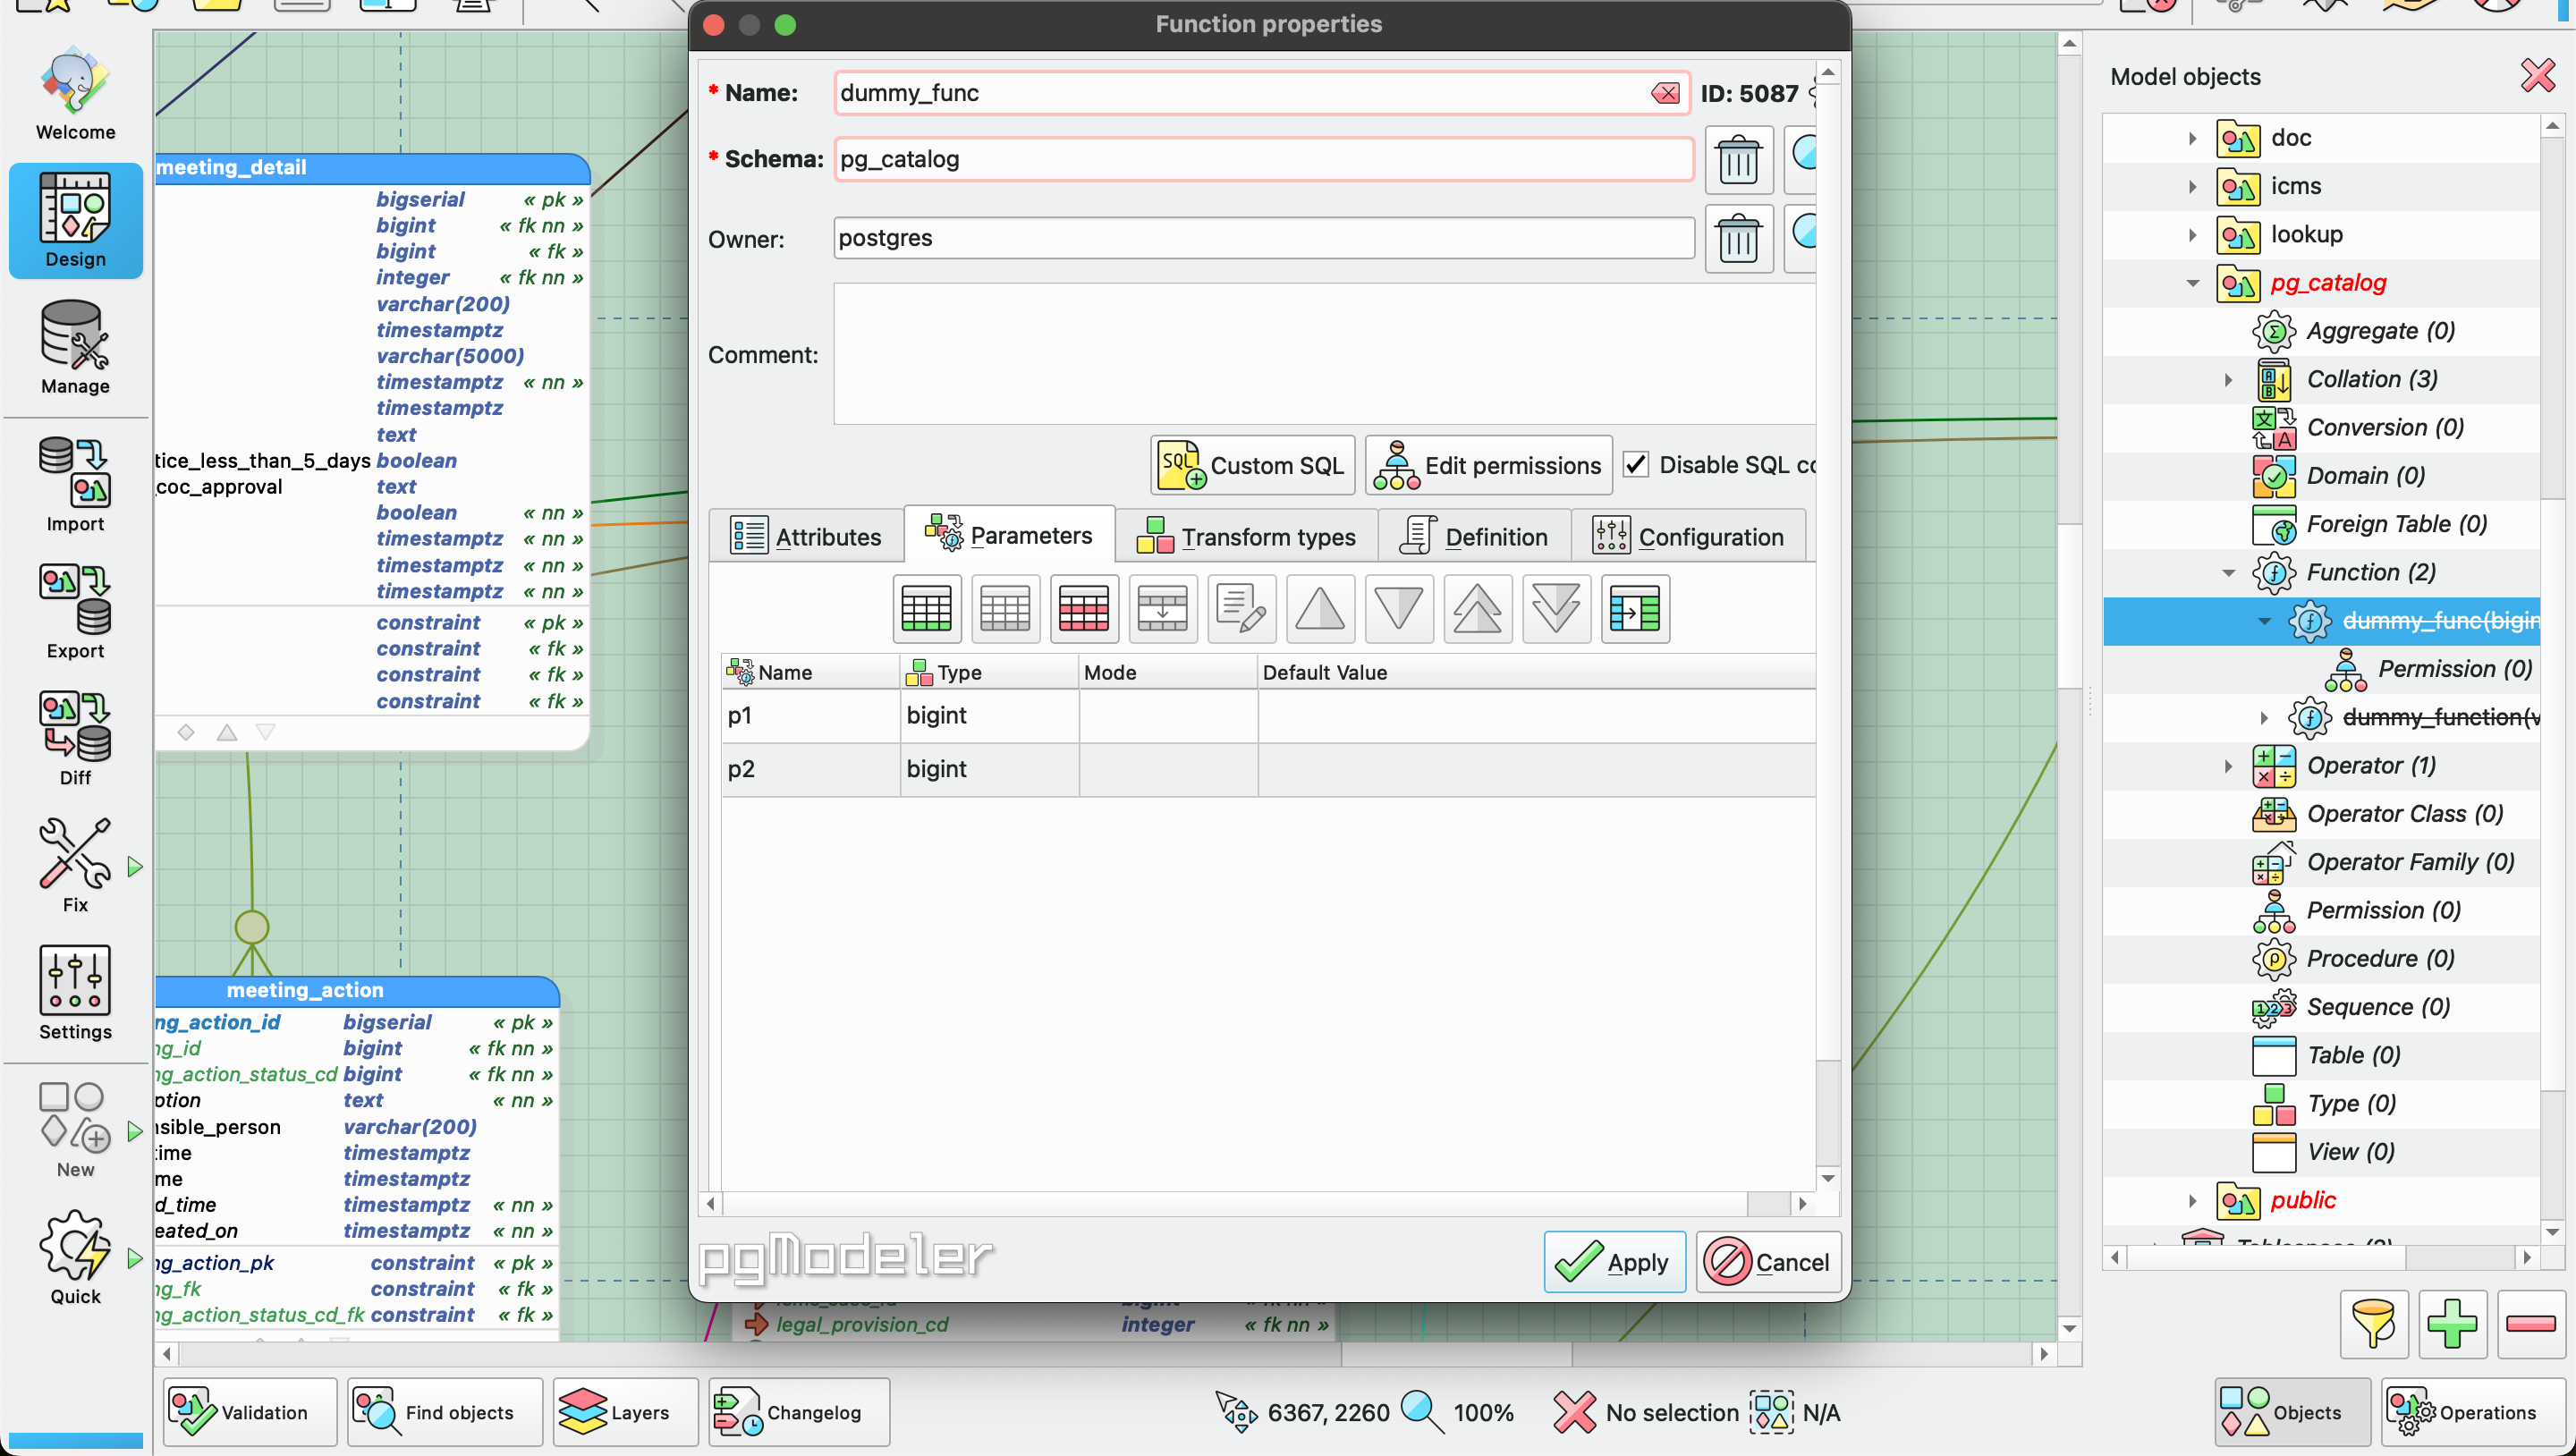 Function properties
Welcome
Design
Manage
Import
Export
Diff
Fix
Settings
New
Quick
meeting_detail
bigserial « pk »
bigint « fk nn »
bigint « fk »
integer « fk nn »
varchar(200)
timestamptz
varchar(5000)
timestamptz « nn »
timestamptz
text
tice_less_than_5_days boolean
coc_approval text
boolean « nn »
timestamptz « nn »
timestamptz « nn »
timestamptz « nn »
constraint « pk »
constraint « fk »
constraint « fk »
constraint « fk »
meeting_action
ng_action_id bigserial « pk »
ng_id bigint « fk nn »
ng_action_status_cd bigint « fk nn »
ption text « nn »
nsible_person varchar(200)
time timestamptz
me timestamptz
d_time timestamptz « nn »
eated_on timestamptz « nn »
ng_action_pk constraint « pk »
ng_fk constraint « fk »
ng_action_status_cd_fk constraint « fk »
* Name: dummy_func ID: 5087
* Schema: pg_catalog
Owner: postgres
Comment:
SQL Custom SQL Edit permissions Disable SQL co
Attributes Parameters Transform types Definition Configuration
Name Type Mode Default Value
p1 bigint
p2 bigint
pgModeler
Apply Cancel
legal_provision_cd integer « fk nn »
Model objects
doc
icms
lookup
pg_catalog
Aggregate (0)
Collation (3)
Conversion (0)
Domain (0)
Foreign Table (0)
Function (2)
dummy_func(bigin
Permission (0)
dummy_function(v
Operator (1)
Operator Class (0)
Operator Family (0)
Permission (0)
Procedure (0)
Sequence (0)
Table (0)
Type (0)
View (0)
public
Validation Find objects Layers Changelog 6367, 2260 100% No selection N/A Objects Operations